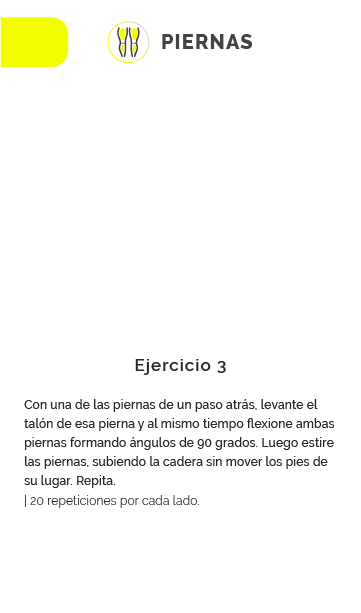 PIERNAS
Ejercicio 3
Con una de las piernas de un paso atrás, levante el
talón de esa pierna y al mismo tiempo flexione ambas
piernas formando ángulos de 90 grados. Luego estire
las piernas, subiendo la cadera sin mover los pies de
su lugar. Repita.
| 20 repeticiones por cada lado.